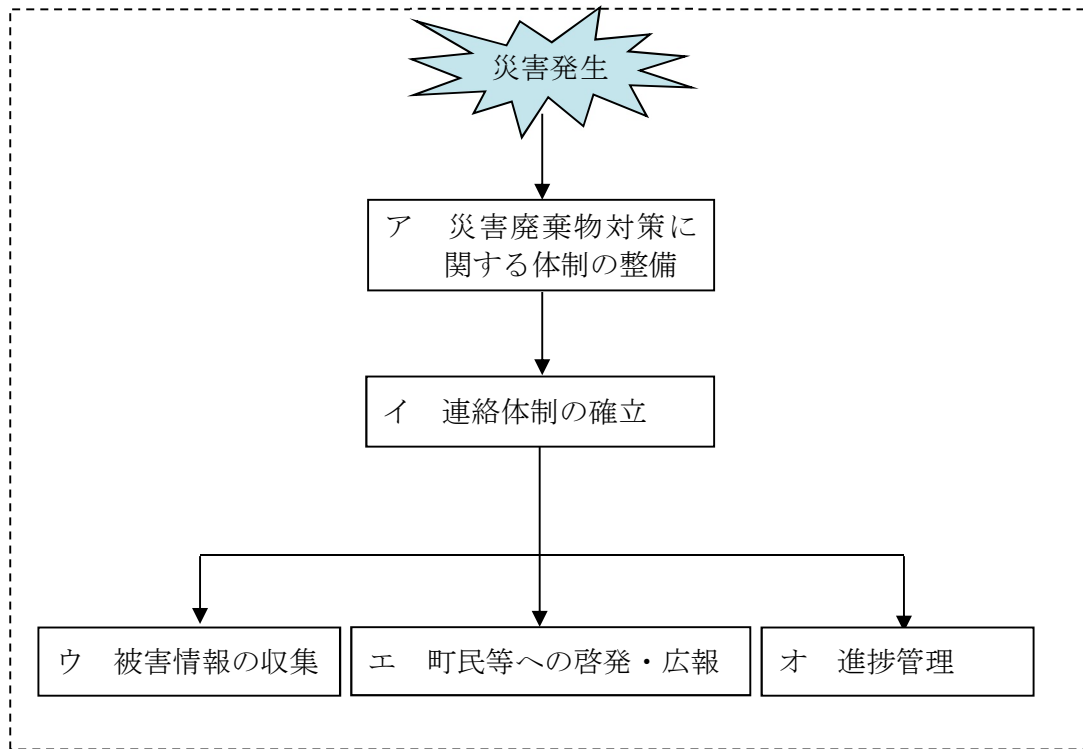 災害発生
ア　災害廃棄物対策に
関する体制の整備
イ　連絡体制の確立
ウ　被害情報の収集
エ　町民等への啓発・広報
オ　進捗管理